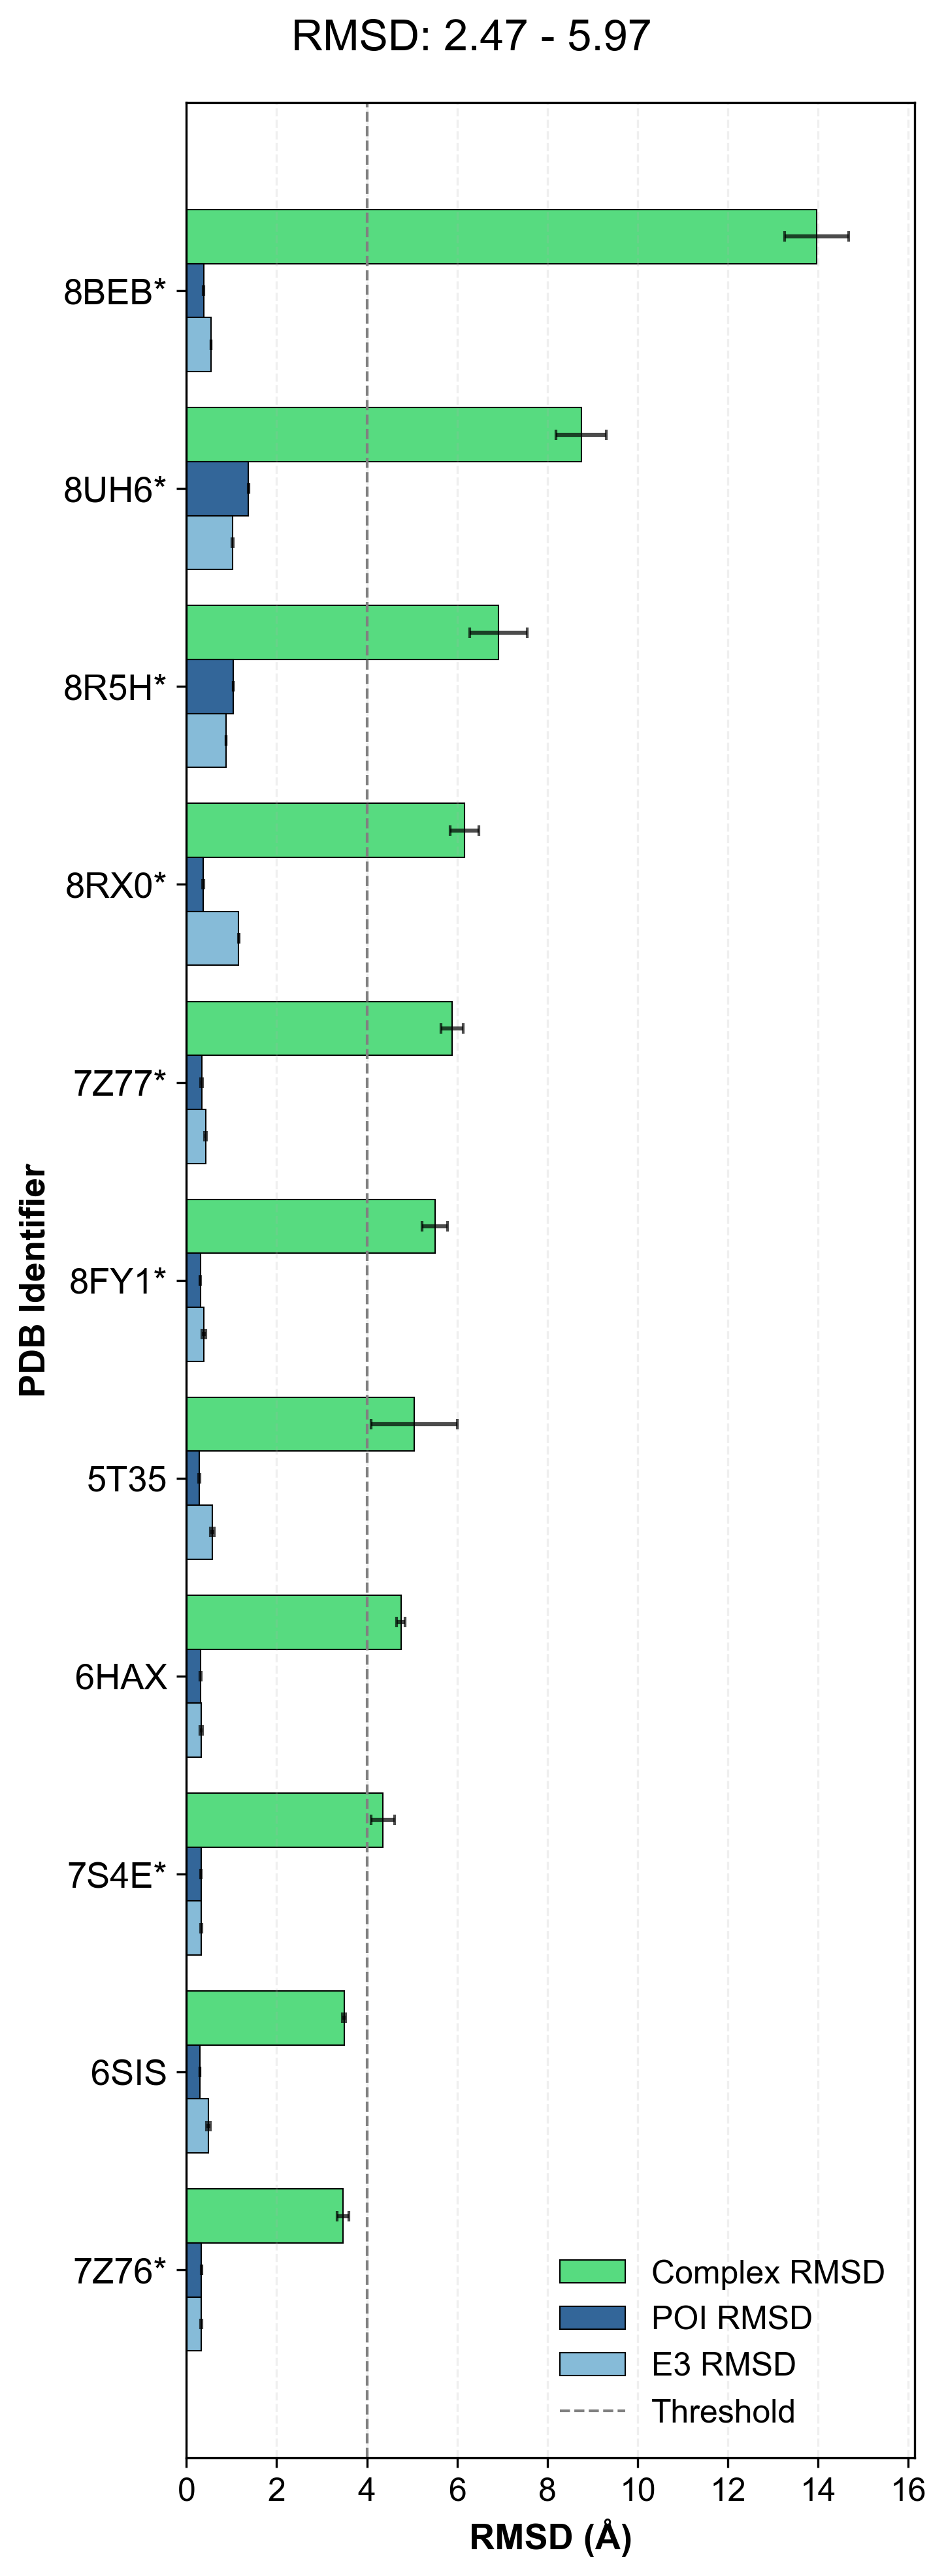 RMSD: 2.47 - 5.97
8BEB*
8UH6*
8R5H*
8RX0*
7Z77*
8FY1*
5T35
6HAX
7S4E*
6SIS
7Z76*
PDB Identifier
Complex RMSD
POI RMSD
E3 RMSD
Threshold
0 2 4 6 8 10 12 14 16
RMSD (Å)